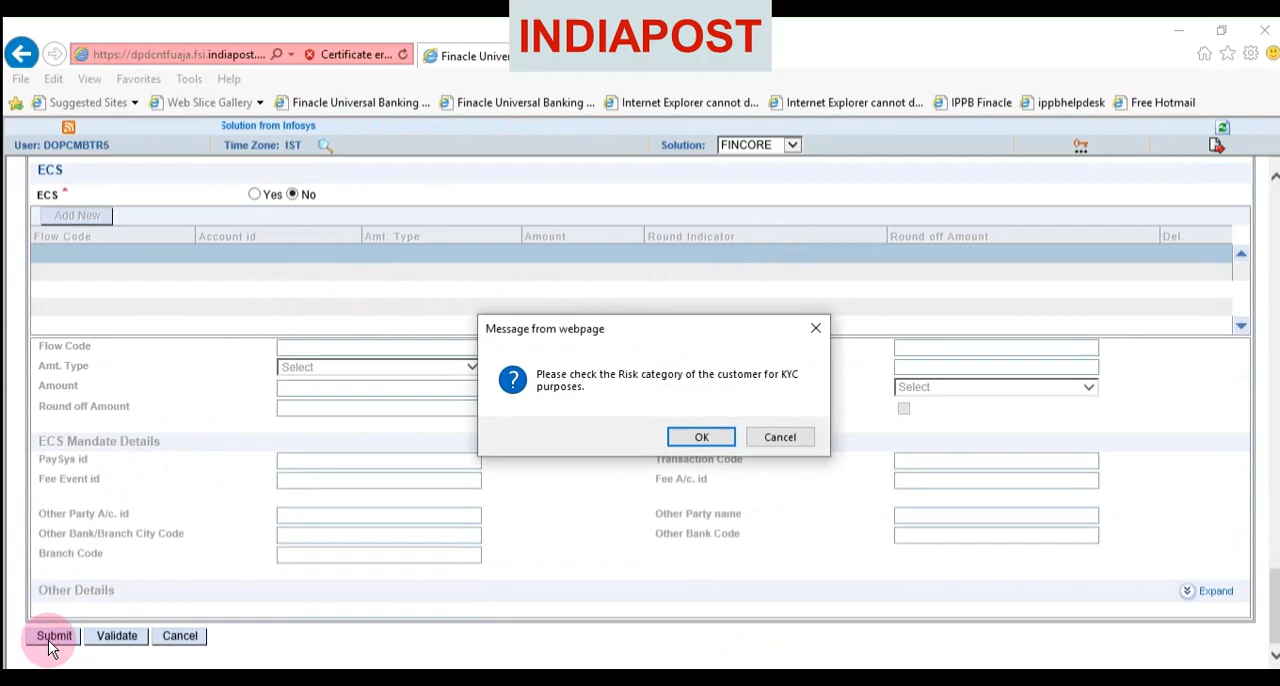 INDIAPOST
https://dpdcntfuaja.fsi.indiapost.... Certificate er... Finacle Unive
File Edit View Favorites Tools Help
Suggested Sites Web Slice Gallery Finacle Universal Banking ... Finacle Universal Banking ... Internet Explorer cannot d... Internet Explorer cannot d... IPPB Finacle ippbhelpdesk Free Hotmail
Solution from Infosys
User: DOPCMBTR5 Time Zone: IST Solution: FINCORE
ECS
ECS * Yes No
Add New
Flow Code Account id Amt. Type Amount Round Indicator Round off Amount Del.
Message from webpage
Please check the Risk category of the customer for KYC
purposes.
OK Cancel
Flow Code
Amt. Type Select
Amount Select
Round off Amount
ECS Mandate Details
PaySys id Transaction Code
Fee Event id Fee A/c. id
Other Party A/c. id Other Party name
Other Bank/Branch City Code Other Bank Code
Branch Code
Other Details Expand
Submit Validate Cancel